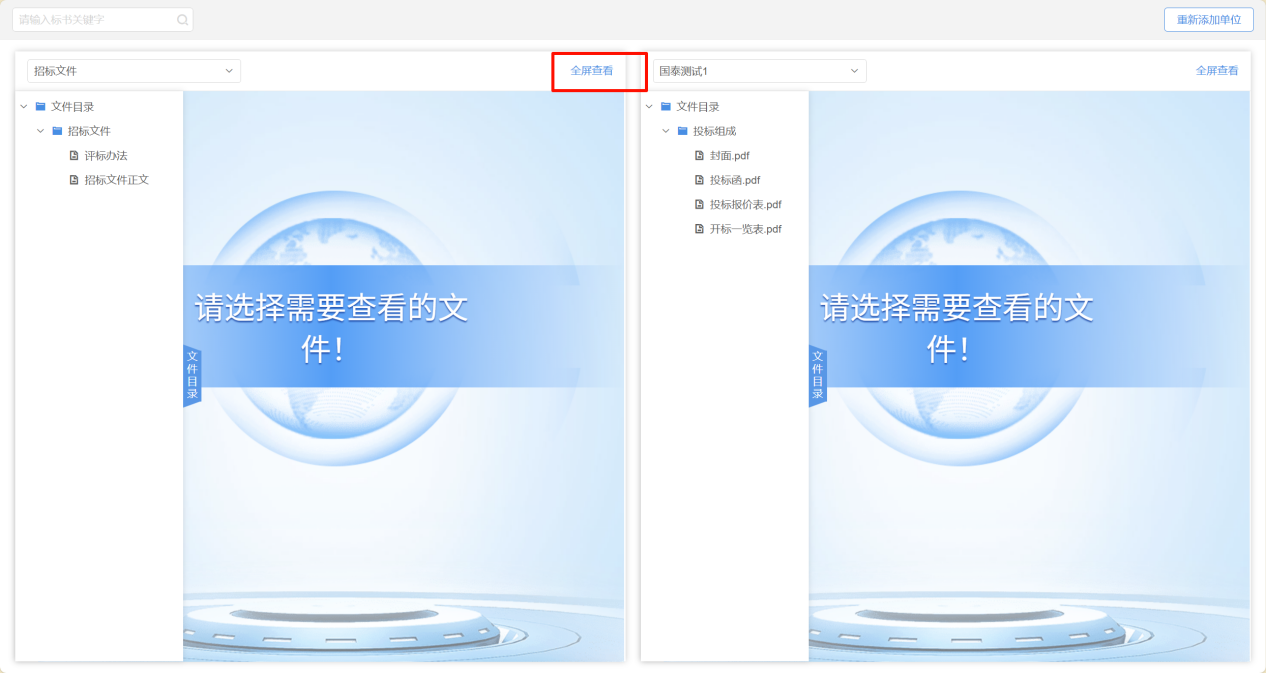 请输入标书关键字
重新添加单位
招标文件
全屏查看
文件目录
招标文件
评标办法
招标文件正文
请选择需要查看的文
件！
文件目录
国泰测试1
全屏查看
文件目录
投标组成
封面.pdf
投标函.pdf
投标报价表.pdf
开标一览表.pdf
请选择需要查看的文
件！
文件目录